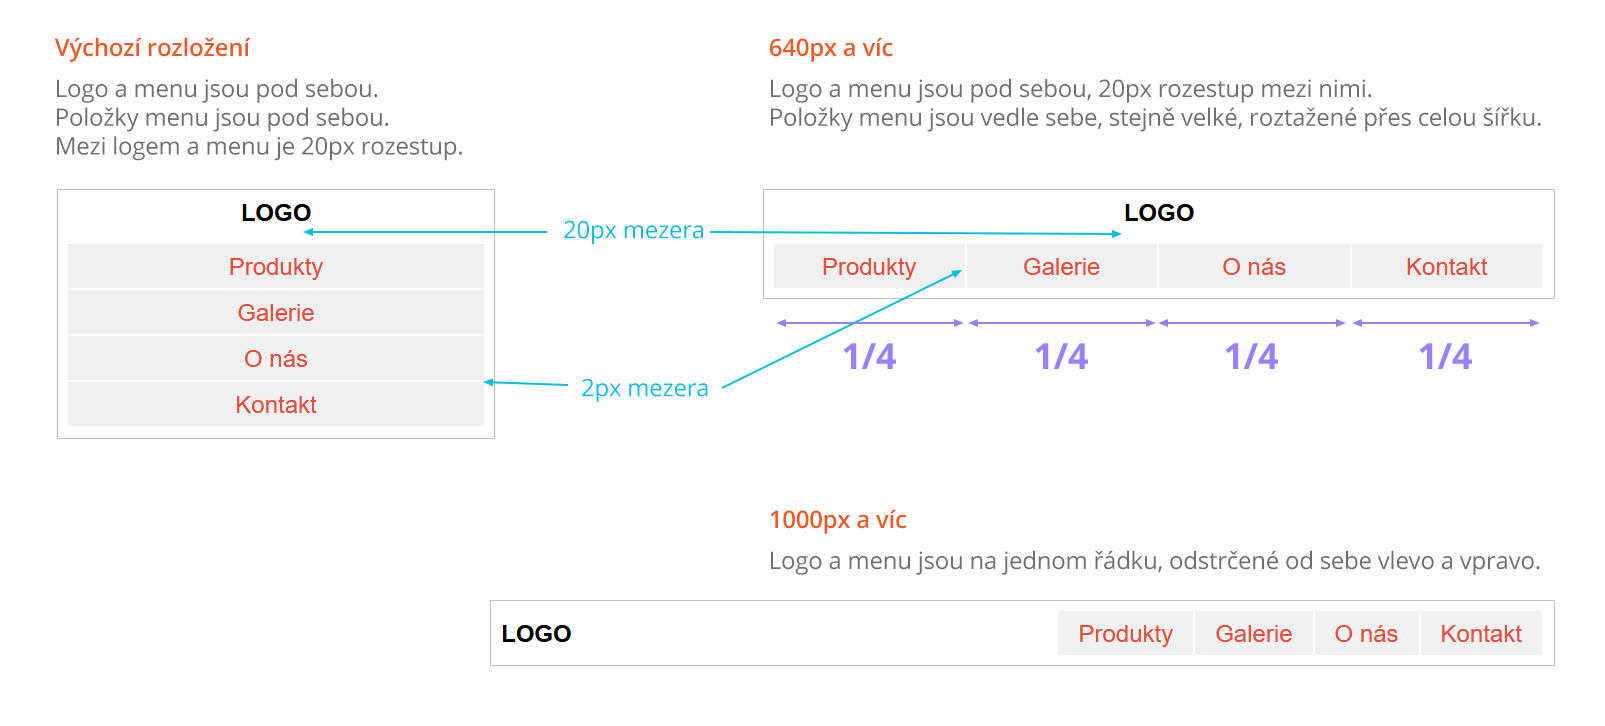 Výchozí rozložení
Logo a menu jsou pod sebou.
Položky menu jsou pod sebou.
Mezi logem a menu je 20px rozestup.
LOGO
Produkty
Galerie
O nás
Kontakt
20px mezera
2px mezera
640px a víc
Logo a menu jsou pod sebou, 20px rozestup mezi nimi.
Položky menu jsou vedle sebe, stejně velké, roztažené přes celou šířku.
LOGO
Produkty Galerie O nás Kontakt
1/4 1/4 1/4 1/4
1000px a víc
Logo a menu jsou na jednom řádku, odstrčené od sebe vlevo a vpravo.
LOGO Produkty Galerie O nás Kontakt